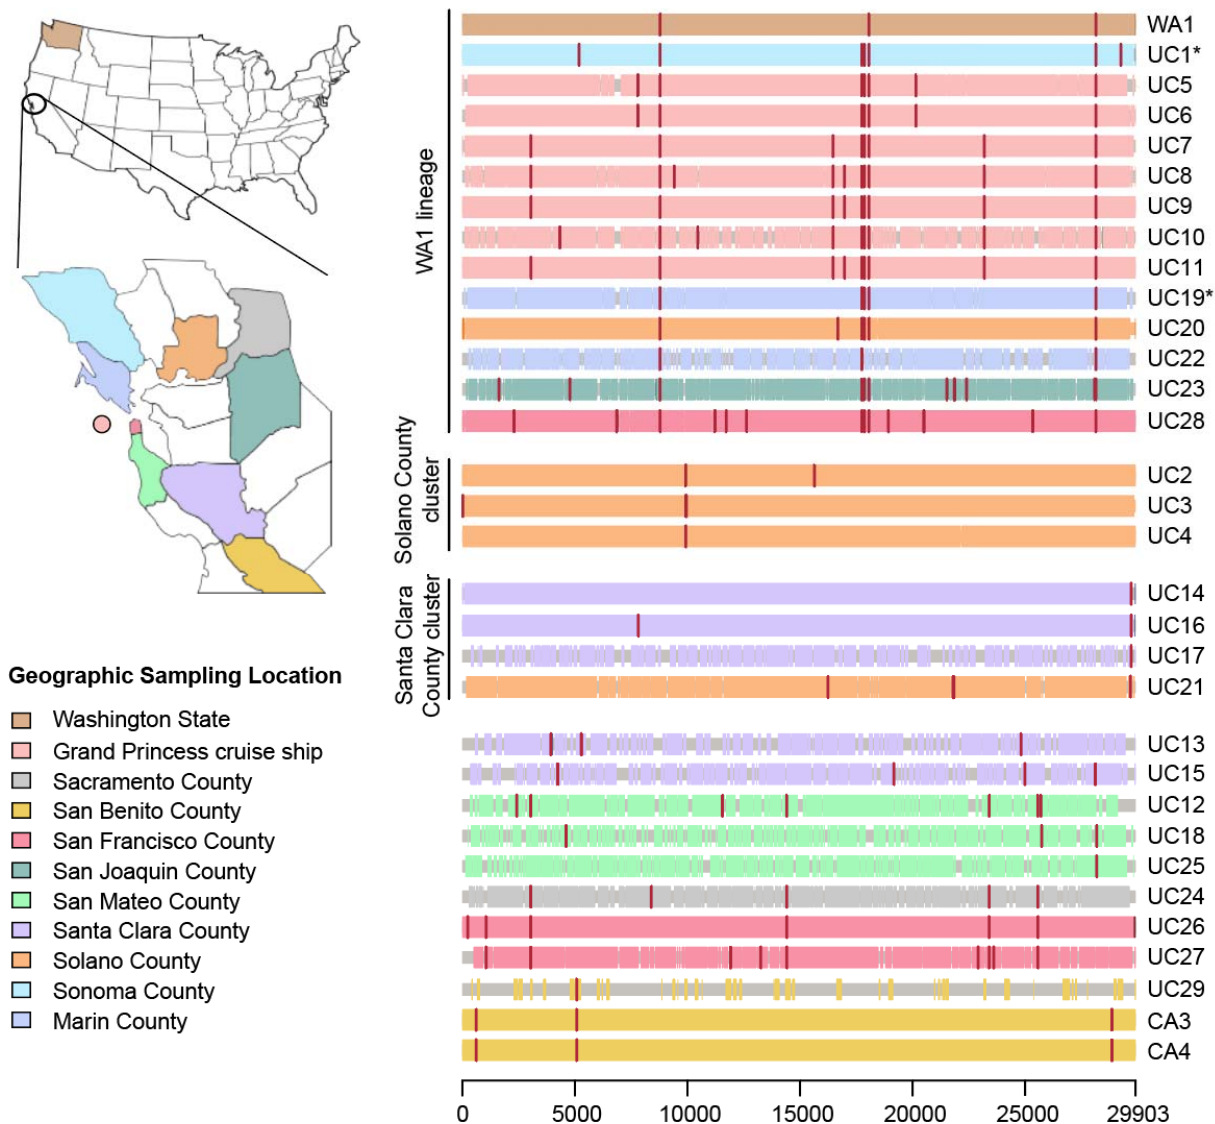 WA1 lineage
WA1
UC1*
UC5
UC6
UC7
UC8
UC9
UC10
UC11
UC19*
UC20
UC22
UC23
UC28
Solano County
cluster
UC2
UC3
UC4
Santa Clara
County cluster
UC14
UC16
UC17
UC21
UC13
UC15
UC12
UC18
UC25
UC24
UC26
UC27
UC29
CA3
CA4
0
5000
10000
15000
20000
25000
29903
Geographic Sampling Location
Washington State
Grand Princess cruise ship
Sacramento County
San Benito County
San Francisco County
San Joaquin County
San Mateo County
Santa Clara County
Solano County
Sonoma County
Marin County